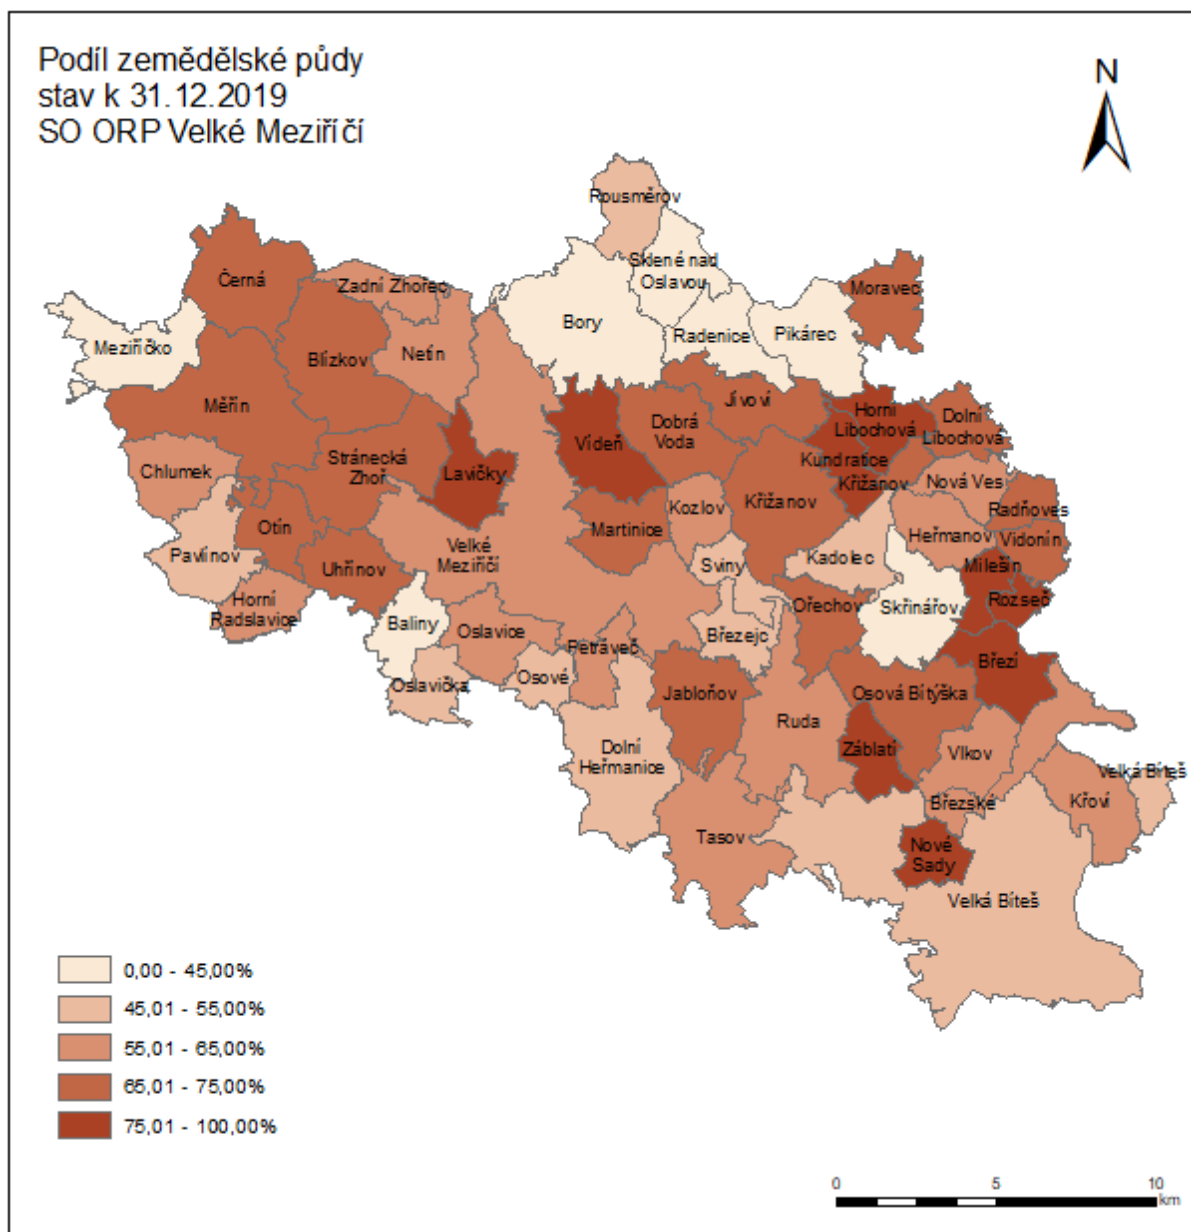 Podíl zemědělské půdy
stav k 31.12.2019
SO ORP Velké Meziříčí
N
Rousměrov
Sklené nad
Oslavou
Černá
Zadní Zhořec
Moravec
Bory
Radenice
Pikárec
Meziříčko
Netín
Blízkov
Měřín
Jívoví
Horní
Libochová
Dolní
Libochová
Dobrá
Voda
Vídeň
Stránecká
Zhoř
Lavičky
Kundratice
Křižanov
Chlumek
Nová Ves
Kozlov
Křižanov
Radňoves
Otín
Martinice
Heřmanov
Vidonín
Pavlínov
Velké
Meziříčí
Sviny
Kadolec
Milešín
Uhřínov
Horní
Radslavice
Ořechov
Skřinářov
Rozseč
Baliny
Oslavice
Březejc
Petráveč
Březí
Osové
Oslavička
Jabloňov
Osová Bítýška
Ruda
Dolní
Heřmanice
Záblatí
Vlkov
Velká Bíteš
Křoví
Březské
Tasov
Nové
Sady
Velká Bíteš
0,00 - 45,00%
45,01 - 55,00%
55,01 - 65,00%
65,01 - 75,00%
75,01 - 100,00%
0 5 10
km